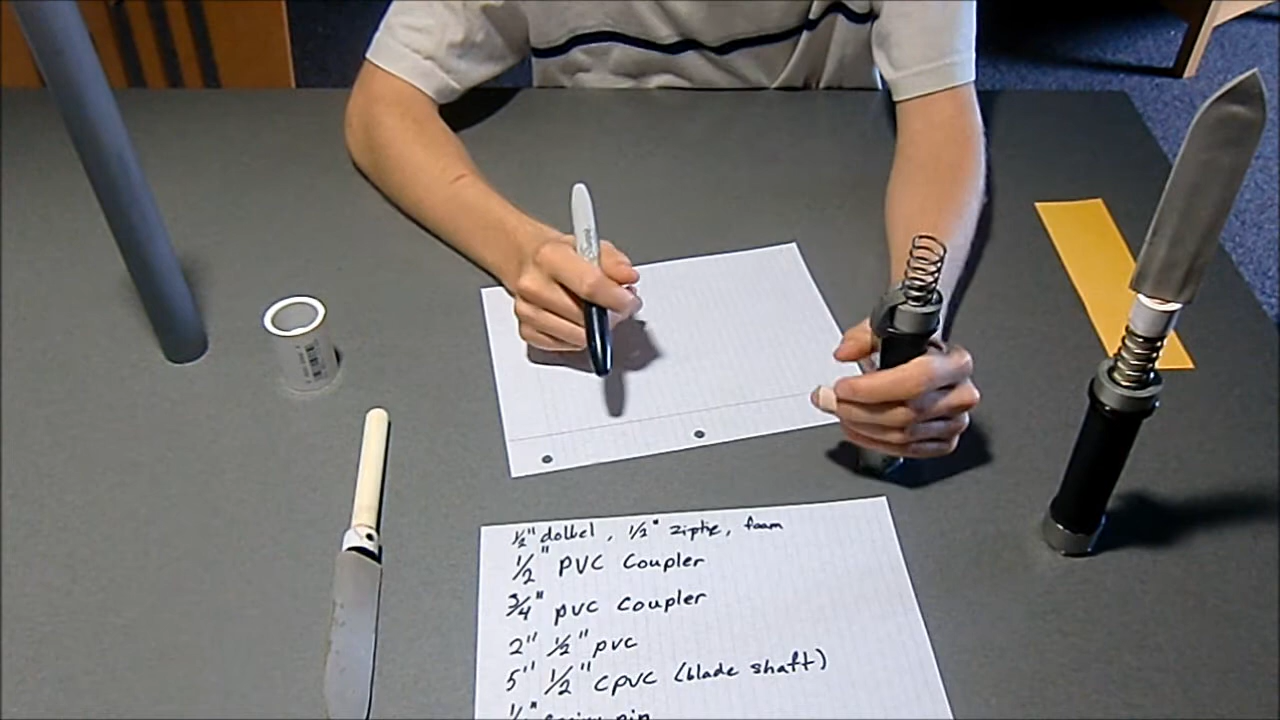 1/2" dolbel, 1/2" ziptie, foam
1/2" PVC Coupler
3/4" pvc Coupler
2" 1/2" pvc
5" 1/2" CPVC (blade shaft)